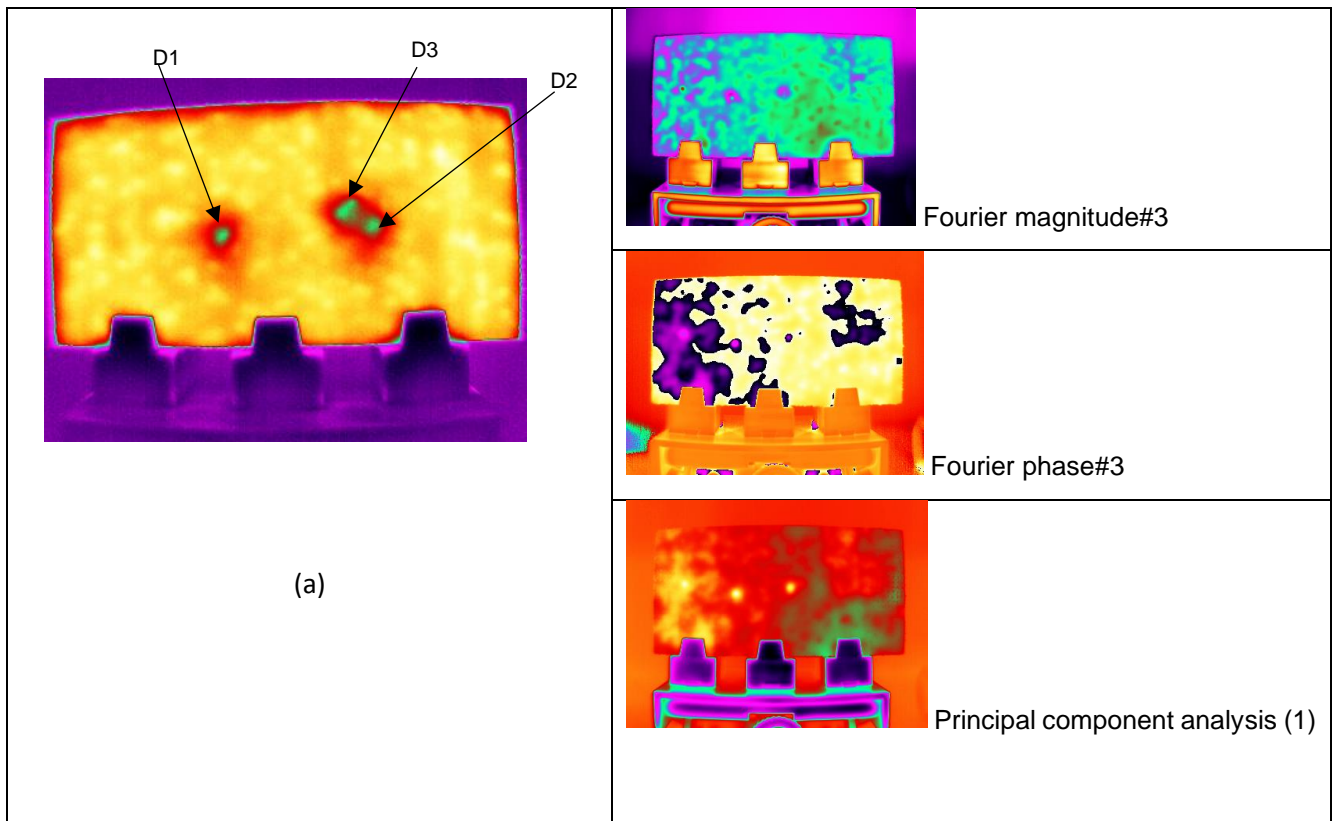 D1
D3
D2
(a)
Fourier magnitude#3
Fourier phase#3
Principal component analysis (1)